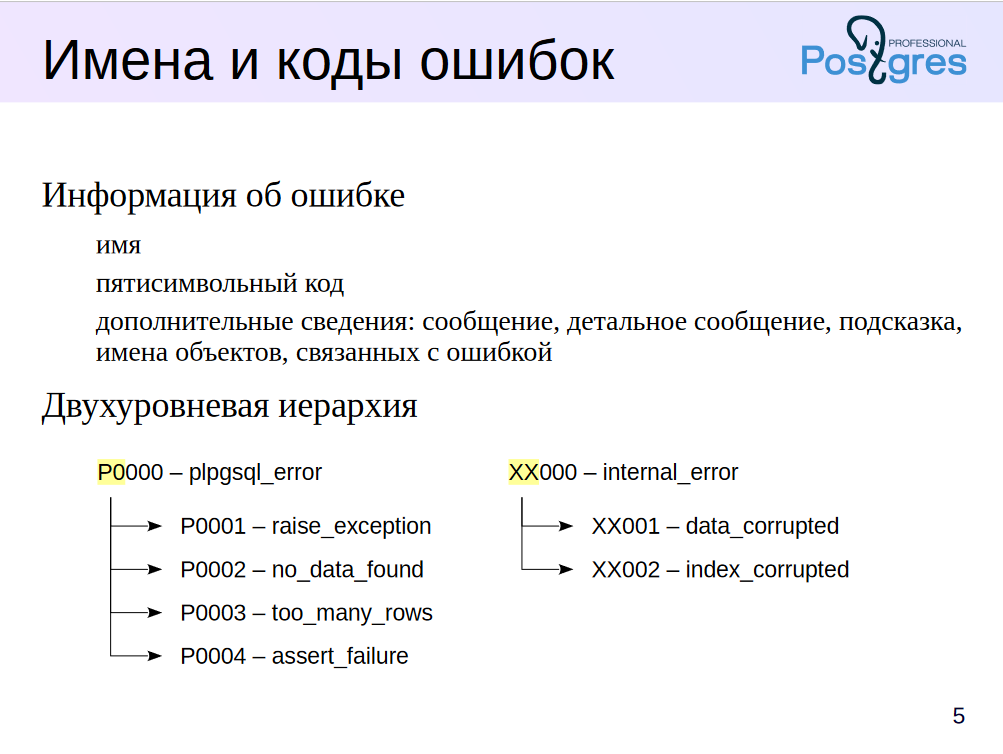 Имена и коды ошибок
PROFESSIONAL
Postgres
Информация об ошибке
имя
пятисимвольный код
дополнительные сведения: сообщение, детальное сообщение, подсказка,
имена объектов, связанных с ошибкой
Двухуровневая иерархия
P0000 – plpgsql_error
P0001 – raise_exception
P0002 – no_data_found
P0003 – too_many_rows
P0004 – assert_failure
XX000 – internal_error
XX001 – data_corrupted
XX002 – index_corrupted
5